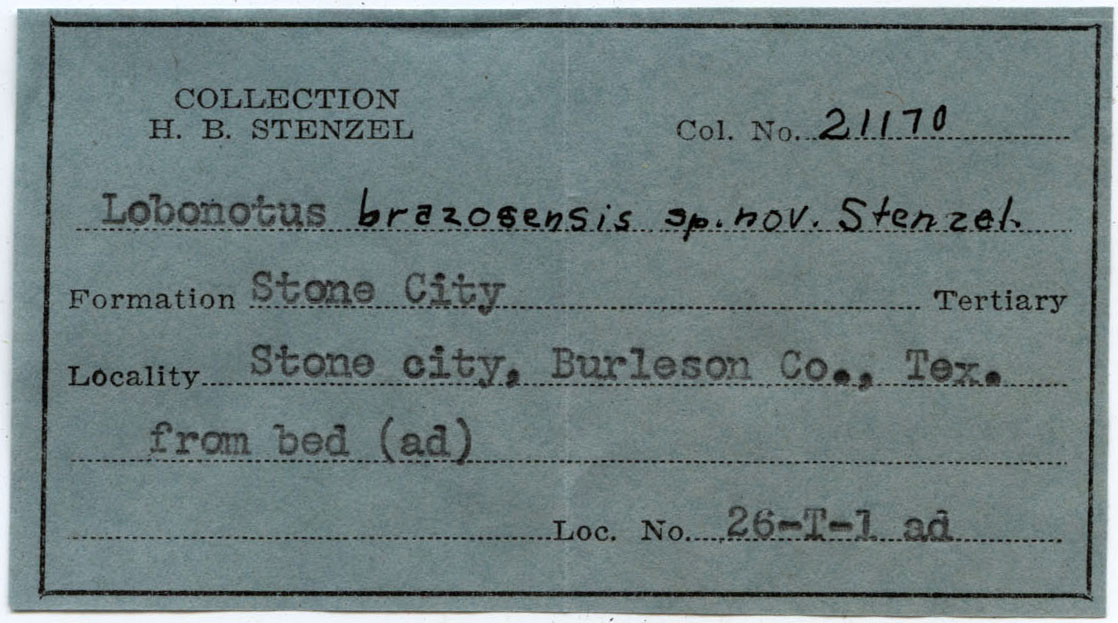 COLLECTION
H. B. STENZEL
Col. No. 21170
Lobonotus brazosensis sp. nov. Stenzel.
Formation Stone City Tertiary
Locality Stone city, Burleson Co., Tex.
from bed (ad)
Loc. No. 26-T-1 ad